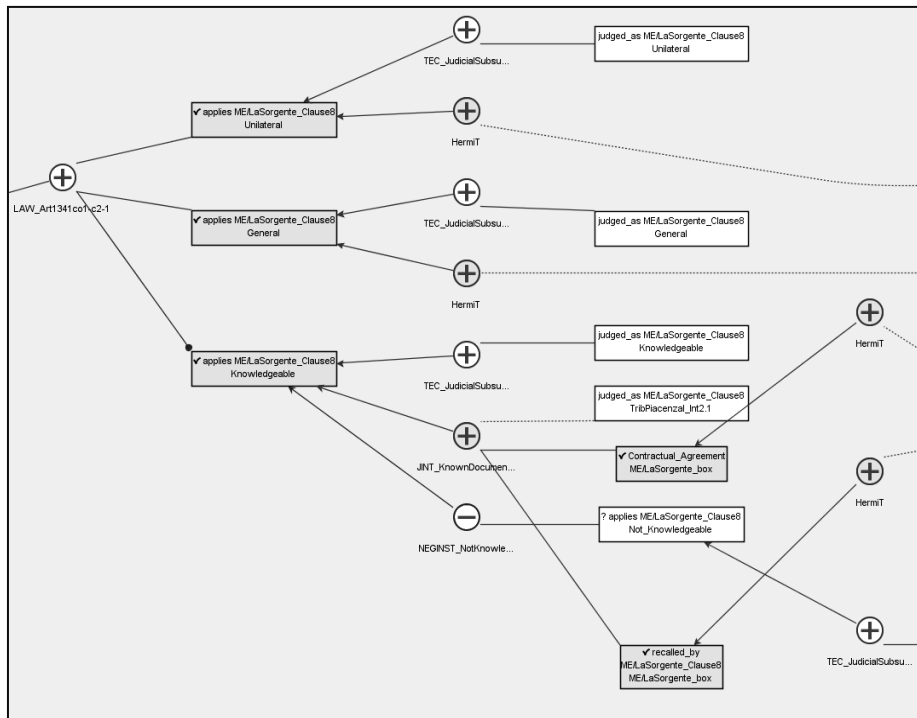 judged_as ME/LaSorgente_Clause8
Unilateral
TEC_JudicialSubsu...
✔ applies ME/LaSorgente_Clause8
Unilateral
HermiT
LAW_Art1341co1-c2-1
TEC_JudicialSubsu...
✔ applies ME/LaSorgente_Clause8
General
judged_as ME/LaSorgente_Clause8
General
HermiT
HermiT
judged_as ME/LaSorgente_Clause8
Knowledgeable
✔ applies ME/LaSorgente_Clause8
Knowledgeable
TEC_JudicialSubsu...
judged_as ME/LaSorgente_Clause8
TribPiacenzal_Int2.1
JINT_KnownDocumen...
✔ Contractual_Agreement
ME/LaSorgente_box
HermiT
? applies ME/LaSorgente_Clause8
Not_Knowledgeable
NEGINST_NotKnowle...
✔ recalled_by
ME/LaSorgente_Clause8
ME/LaSorgente_box
TEC_JudicialSubsu...